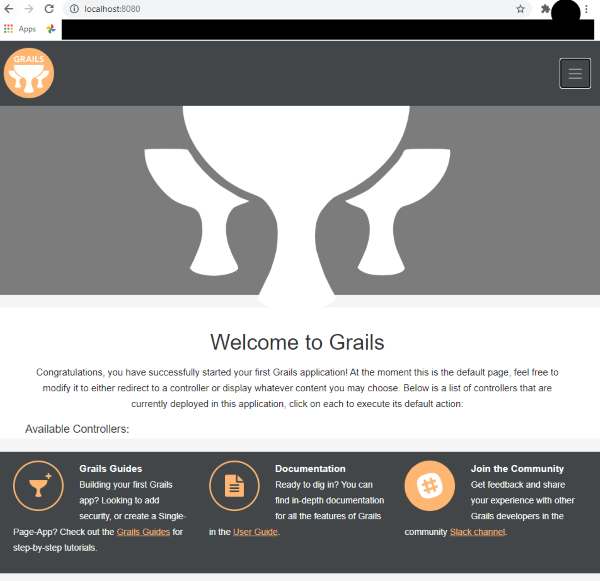 localhost:8080
Apps
GRAILS
Welcome to Grails
Congratulations, you have successfully started your first Grails application! At the moment this is the default page, feel free to
modify it to either redirect to a controller or display whatever content you may choose. Below is a list of controllers that are
currently deployed in this application, click on each to execute its default action:
Available Controllers:
Grails Guides
Building your first Grails
app? Looking to add
security, or create a Single-
Page-App? Check out the Grails Guides for
step-by-step tutorials.
Documentation
Ready to dig in? You can
find in-depth documentation
for all the features of Grails
in the User Guide.
Join the Community
Get feedback and share
your experience with other
Grails developers in the
community Slack channel.